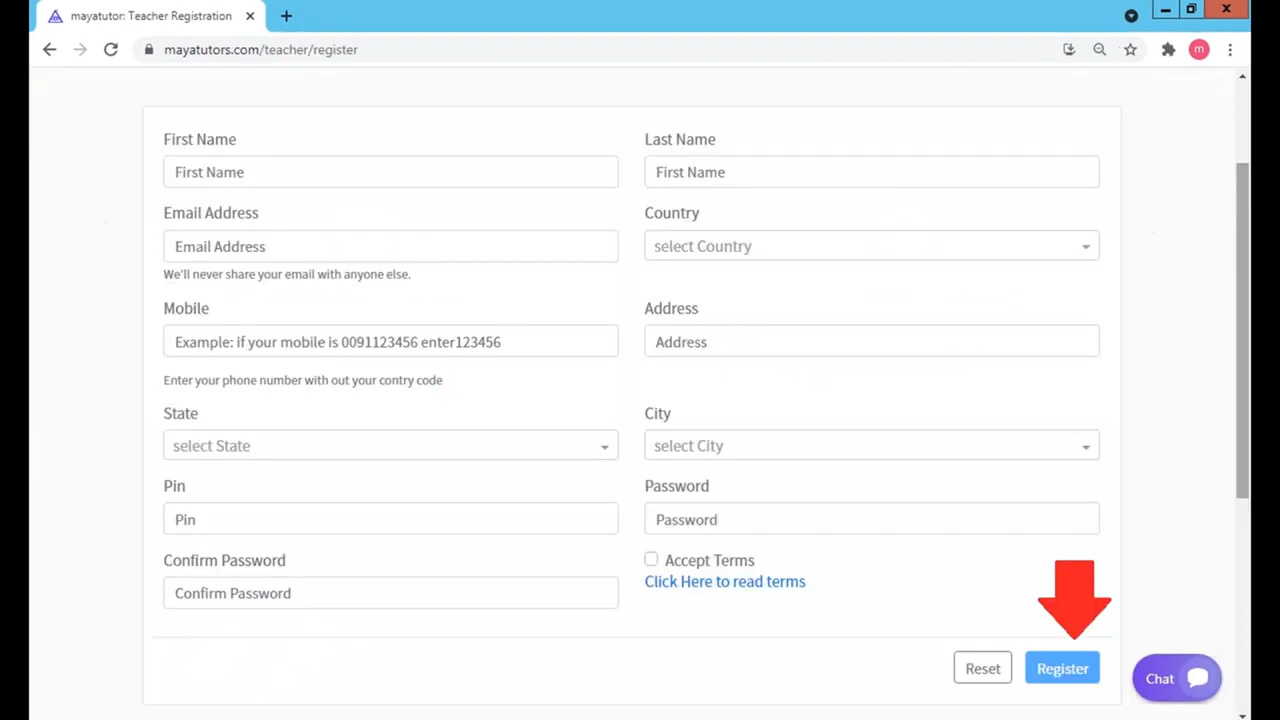 mayatutor: Teacher Registration
mayatutors.com/teacher/register
m
First Name
Last Name
First Name
First Name
Email Address
Country
Email Address
select Country
We'll never share your email with anyone else.
Mobile
Address
Example: if your mobile is 0091123456 enter123456
Address
Enter your phone number with out your contry code
State
City
select State
select City
Pin
Password
Pin
Password
Confirm Password
Accept Terms
Click Here to read terms
Confirm Password
Reset
Register
Chat